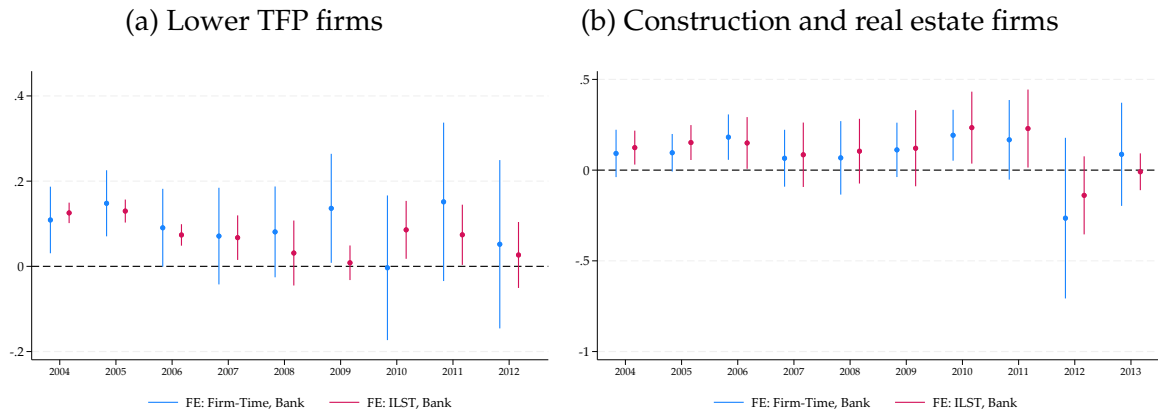 (a) Lower TFP firms
.4
.2
0
-.2
2004 2005 2006 2007 2008 2009 2010 2011 2012
FE: Firm-Time, Bank FE: ILST, Bank
(b) Construction and real estate firms
.5
0
-.5
-1
2004 2005 2006 2007 2008 2009 2010 2011 2012 2013
FE: Firm-Time, Bank FE: ILST, Bank